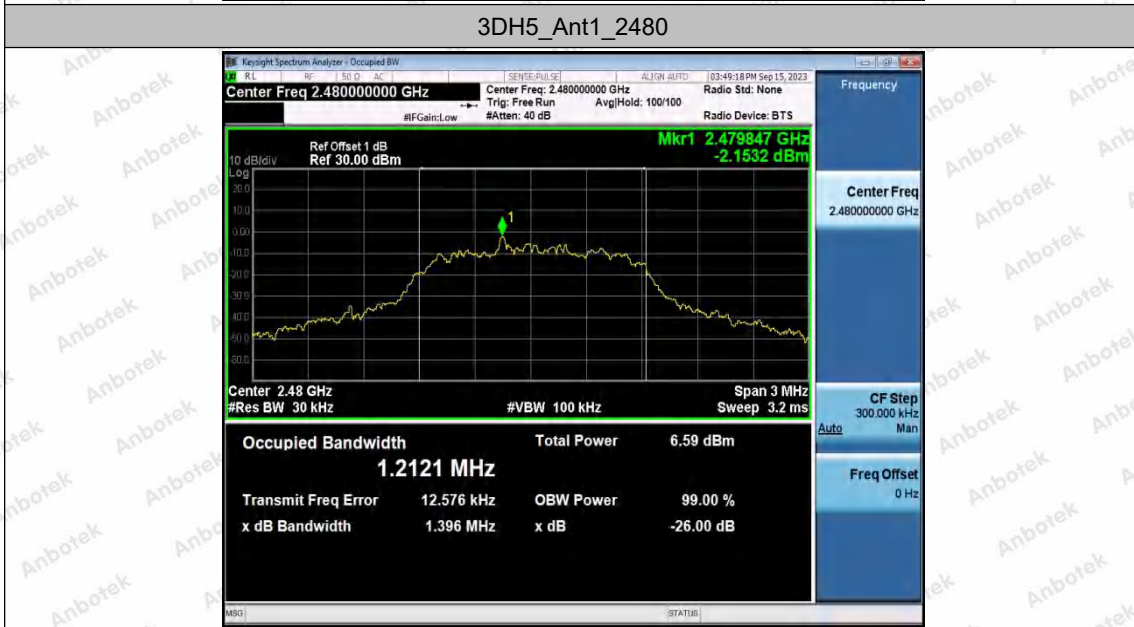 3DH5_Ant1_2480
Keysight Spectrum Analyzer - Occupied BW
RL RF 50 Ω AC SENSE:PULSE ALIGN AUTO 03:49:18 PM Sep 15, 2023
Center Freq 2.480000000 GHz
Center Freq: 2.480000000 GHz
Radio Std: None
Trig: Free Run Avg|Hold: 100/100
#IFGain:Low #Atten: 40 dB Radio Device: BTS
Frequency
Mkr1 2.479847 GHz
-2.1532 dBm
Ref Offset 1 dB
10 dB/div Ref 30.00 dBm
Log
20.0
10.0
0.00
-10.0
-20.0
-30.0
-40.0
-50.0
-60.0
1
Center 2.48 GHz Span 3 MHz
#Res BW 30 kHz #VBW 100 kHz Sweep 3.2 ms
Center Freq
2.480000000 GHz
CF Step
300.000 kHz
Auto Man
Freq Offset
0 Hz
Occupied Bandwidth Total Power 6.59 dBm
1.2121 MHz
Transmit Freq Error 12.576 kHz OBW Power 99.00 %
x dB Bandwidth 1.396 MHz x dB -26.00 dB
MSG STATUS
Anbotek